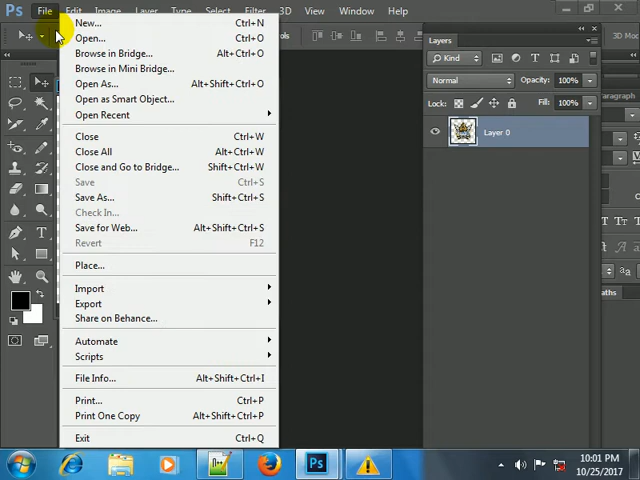 Ps File Edit Image Layer Type Select Filter 3D View Window Help
3D Mo
New... Ctrl+N
Open... Ctrl+O
Browse in Bridge... Alt+Ctrl+O
Browse in Mini Bridge...
Open As... Alt+Shift+Ctrl+O
Open as Smart Object...
Open Recent
Close Ctrl+W
Close All Alt+Ctrl+W
Close and Go to Bridge... Shift+Ctrl+W
Save Ctrl+S
Save As... Shift+Ctrl+S
Check In...
Save for Web... Alt+Shift+Ctrl+S
Revert F12
Place...
Import
Export
Share on Behance...
Automate
Scripts
File Info... Alt+Shift+Ctrl+I
Print... Ctrl+P
Print One Copy Alt+Shift+Ctrl+P
Exit Ctrl+Q
Layers
Kind
Normal Opacity: 100%
Lock: Fill: 100%
Layer 0
aragraph
aths
Ps
10:01 PM
10/25/2017